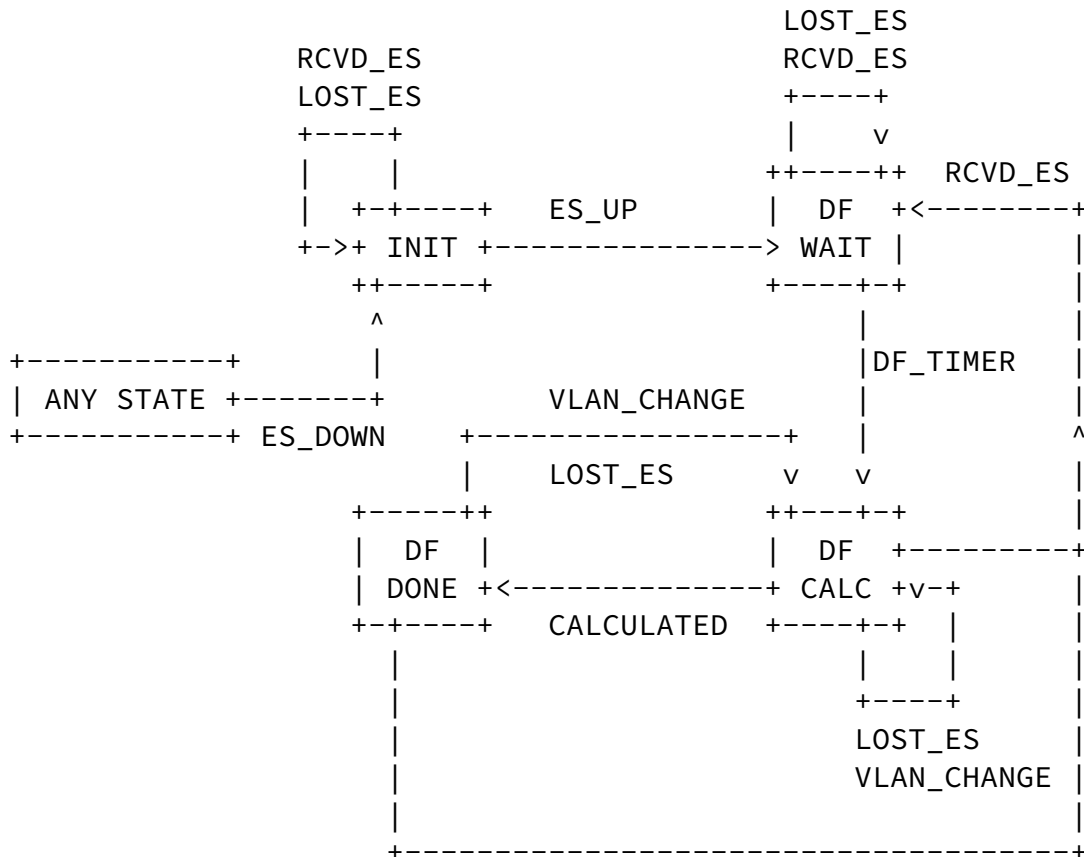 LOST_ES
RCVD_ES RCVD_ES
LOST_ES
RCVD_ES
DF
ES_UP
INIT WAIT
DF_TIMER
ANY STATE VLAN_CHANGE
ES_DOWN
LOST_ES
DF DF
DONE CALC
CALCULATED
LOST_ES
VLAN_CHANGE